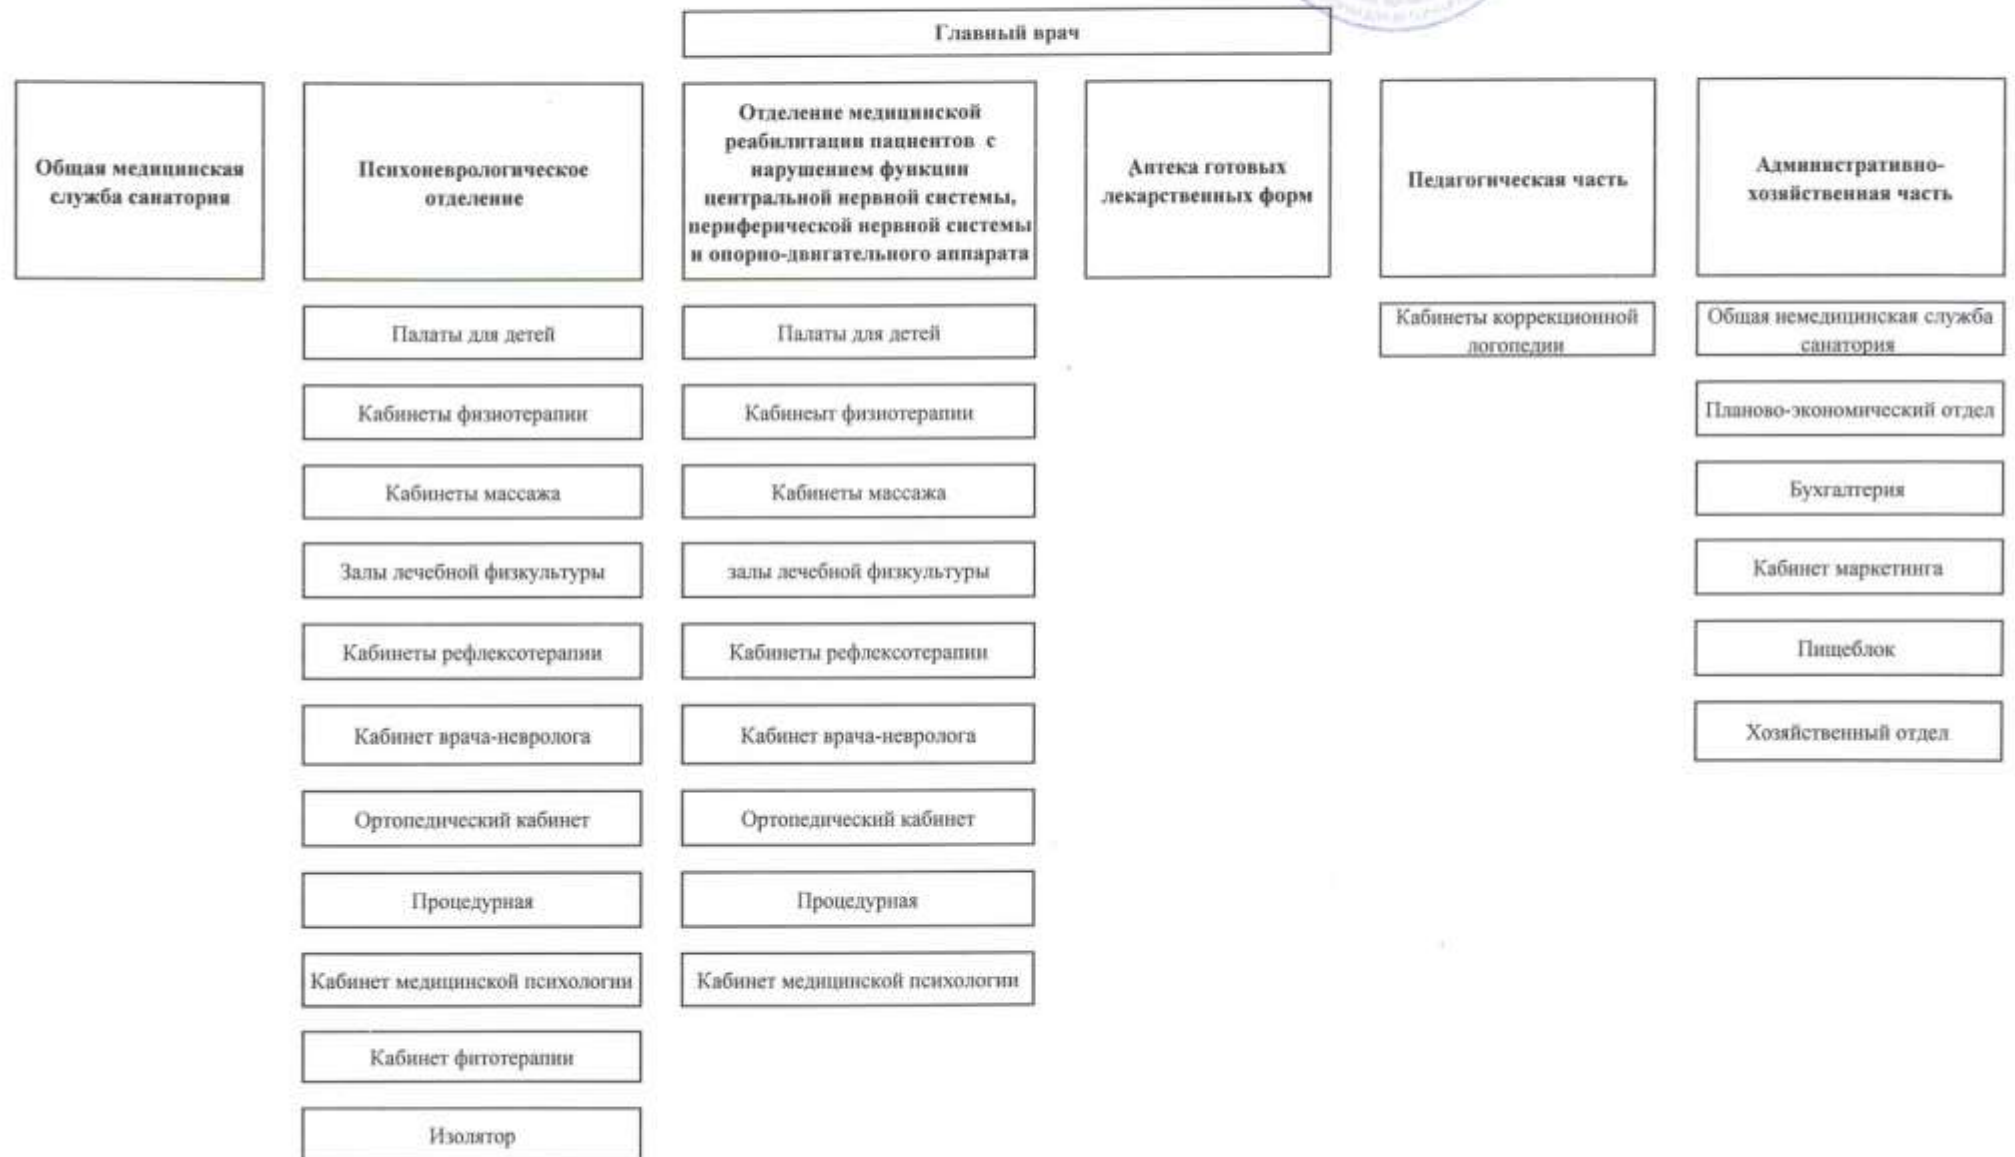 Главный врач
Общая медицинская
служба санатория
Психоневрологическое
отделение
Отделение медицинской
реабилитации пациентов с
нарушением функции
центральной нервной системы,
периферической нервной системы
и опорно-двигательного аппарата
Аптека готовых
лекарственных форм
Педагогическая часть
Административно-
хозяйственная часть
Палаты для детей
Палаты для детей
Кабинеты коррекционной
логопедии
Общая немедицинская служба
санатория
Кабинеты физиотерапии
Кабинеыт физиотерапии
Планово-экономический отдел
Кабинеты массажа
Кабинеты массажа
Бухгалтерия
Залы лечебной физкультуры
залы лечебной физкультуры
Кабинет маркетинга
Кабинеты рефлексотерапии
Кабинеты рефлексотерапии
Пищеблок
Кабинет врача-невролога
Кабинет врача-невролога
Хозяйственный отдел
Ортопедический кабинет
Ортопедический кабинет
Процедурная
Процедурная
Кабинет медицинской психологии
Кабинет медицинской психологии
Кабинет фитотерапии
Изолятор